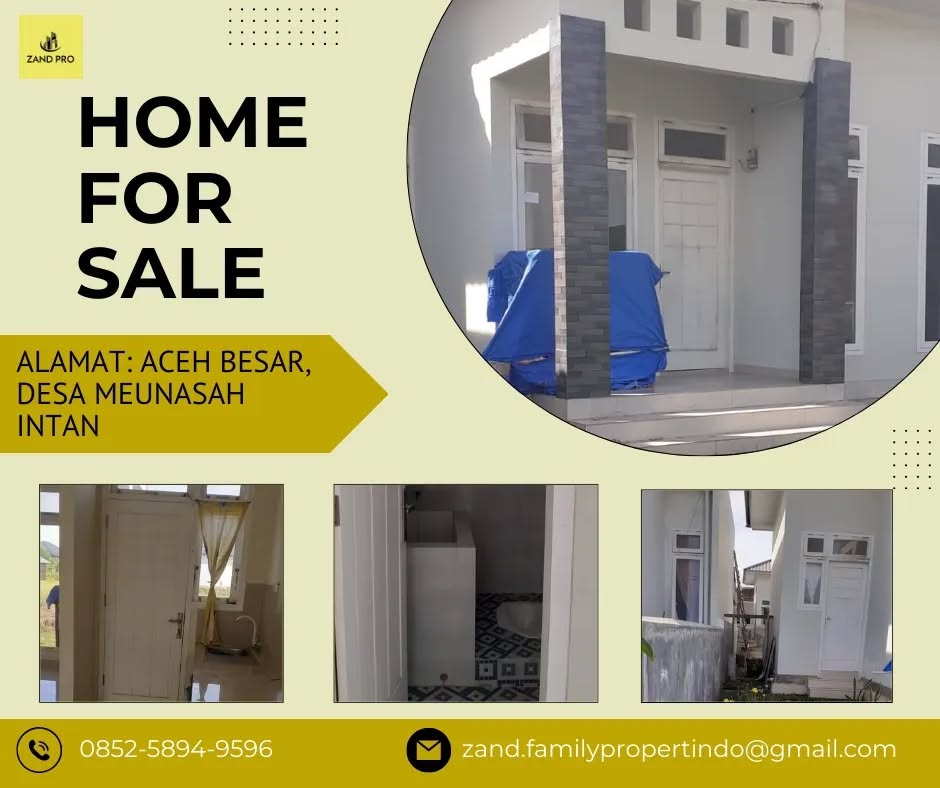 ZAND PRO
HOME
FOR
SALE
ALAMAT: ACEH BESAR,
DESA MEUNASAH
INTAN
0852-5894-9596
zand.familypropertindo@gmail.com